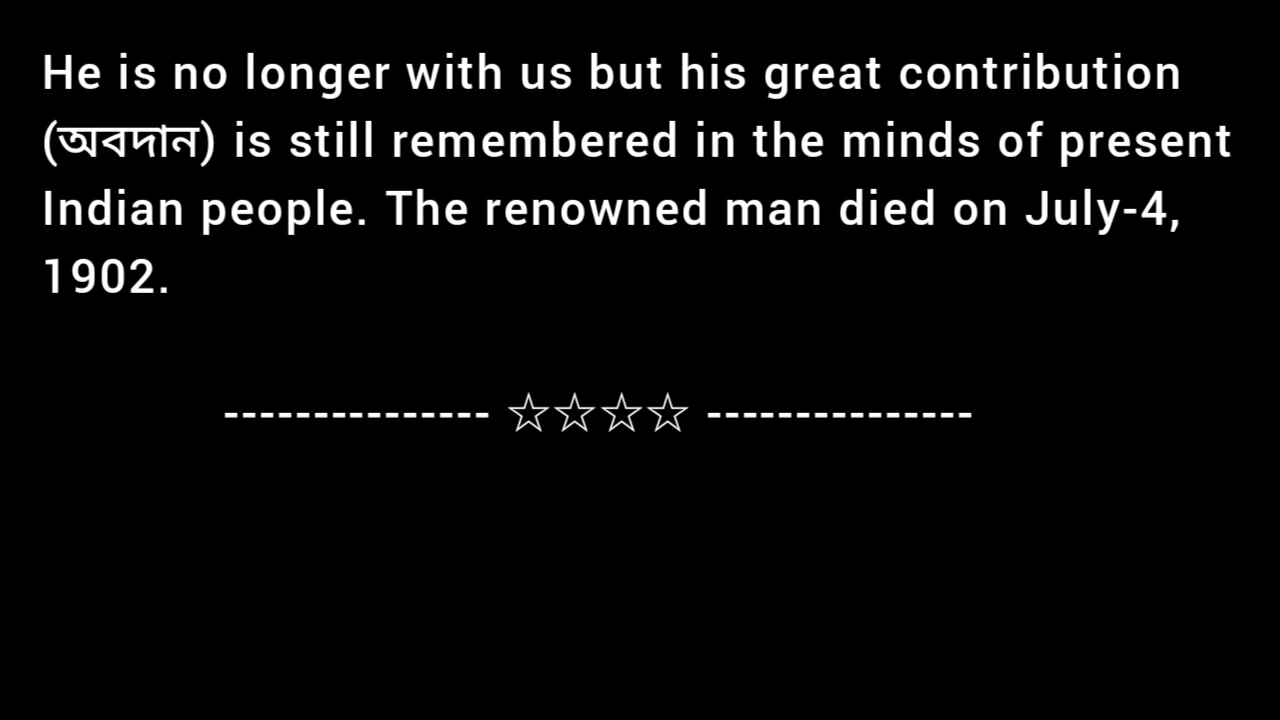 He is no longer with us but his great contribution
(অবদান) is still remembered in the minds of present
Indian people. The renowned man died on July-4,
1902.
--------------- ☆☆☆☆ ---------------